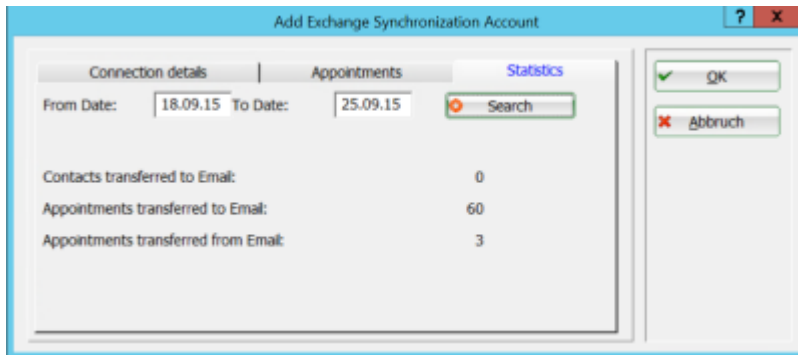 Add Exchange Synchronization Account
? x
Connection details | Appointments Statistics
From Date: 18.09.15 To Date: 25.09.15 Search
Contacts transferred to Email: 0
Appointments transferred to Email: 60
Appointments transferred from Email: 3
OK
Abbruch